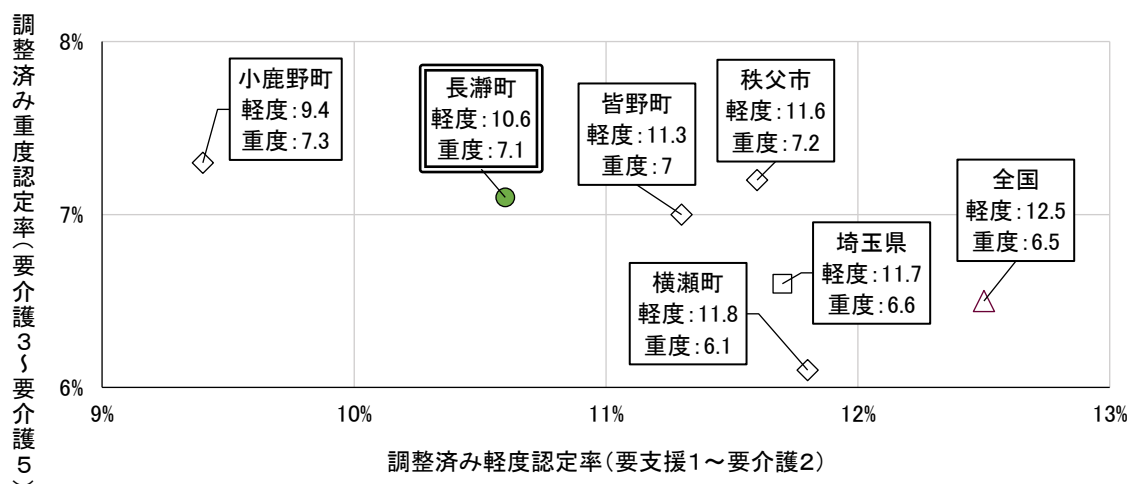 調整済み重度認定率(要介護3～要介護5)
8%
7%
6%
小鹿野町
軽度:9.4
重度:7.3
長瀞町
軽度:10.6
重度:7.1
皆野町
軽度:11.3
重度:7
秩父市
軽度:11.6
重度:7.2
全国
軽度:12.5
重度:6.5
埼玉県
軽度:11.7
重度:6.6
横瀬町
軽度:11.8
重度:6.1
9%
10%
11%
12%
13%
調整済み軽度認定率(要支援1～要介護2)